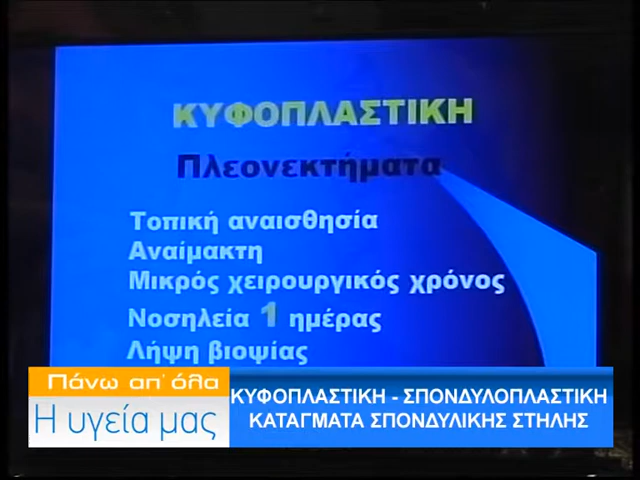 ΚΥΦΟΠΛΑΣΤΙΚΗ
Πλεονεκτήματα
Τοπική αναισθησία
Αναίμακτη
Μικρός χειρουργικός χρόνος
Νοσηλεία 1 ημέρας
Λήψη βιοψίας
Πάνω απ' όλα
Η υγεία μας
ΚΥΦΟΠΛΑΣΤΙΚΗ - ΣΠΟΝΔΥΛΟΠΛΑΣΤΙΚΗ
ΚΑΤΑΓΜΑΤΑ ΣΠΟΝΔΥΛΙΚΗΣ ΣΤΗΛΗΣ